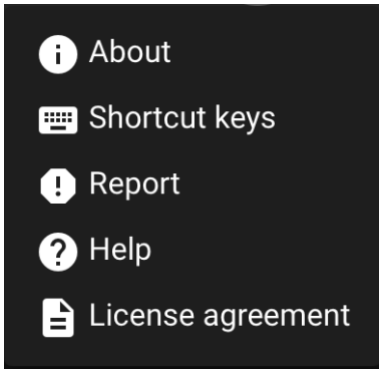 About
Shortcut keys
Report
Help
License agreement